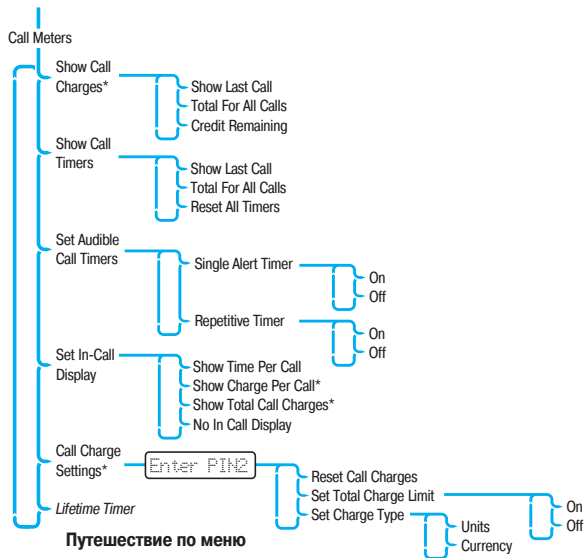 Call Meters
Show Call
Charges*
Show Last Call
Total For All Calls
Credit Remaining
Show Call
Timers
Show Last Call
Total For All Calls
Reset All Timers
Set Audible
Call Timers
Single Alert Timer
On
Off
Repetitive Timer
On
Off
Set In-Call
Display
Show Time Per Call
Show Charge Per Call*
Show Total Call Charges*
No In Call Display
Call Charge
Settings*
Enter PIN2
Reset Call Charges
Set Total Charge Limit
On
Off
Set Charge Type
Units
Currency
Lifetime Timer
Путешествие по меню